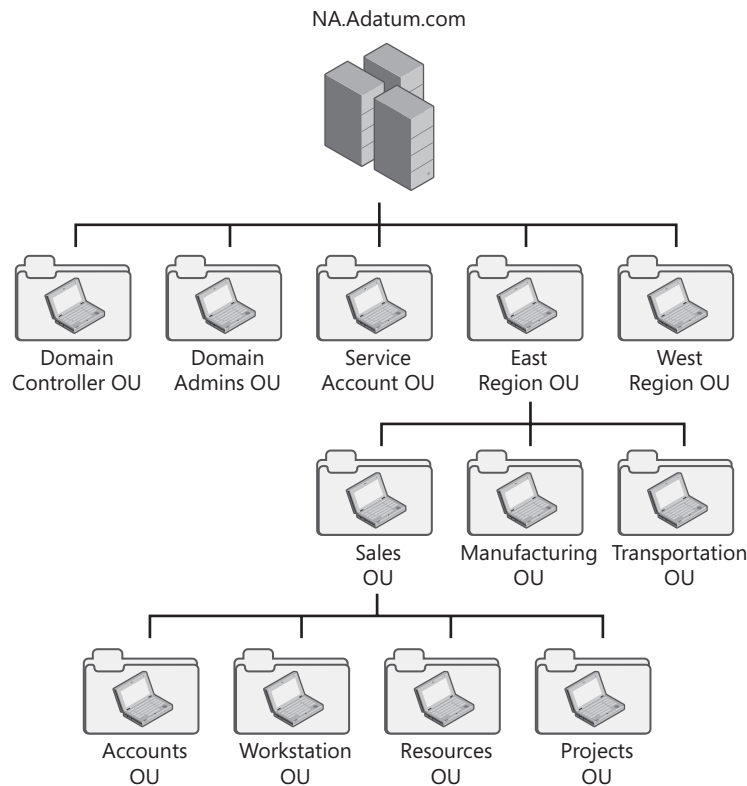 NA.Adatum.com
Domain
Controller OU
Domain
Admins OU
Service
Account OU
East
Region OU
West
Region OU
Sales
OU
Manufacturing
OU
Transportation
OU
Accounts
OU
Workstation
OU
Resources
OU
Projects
OU